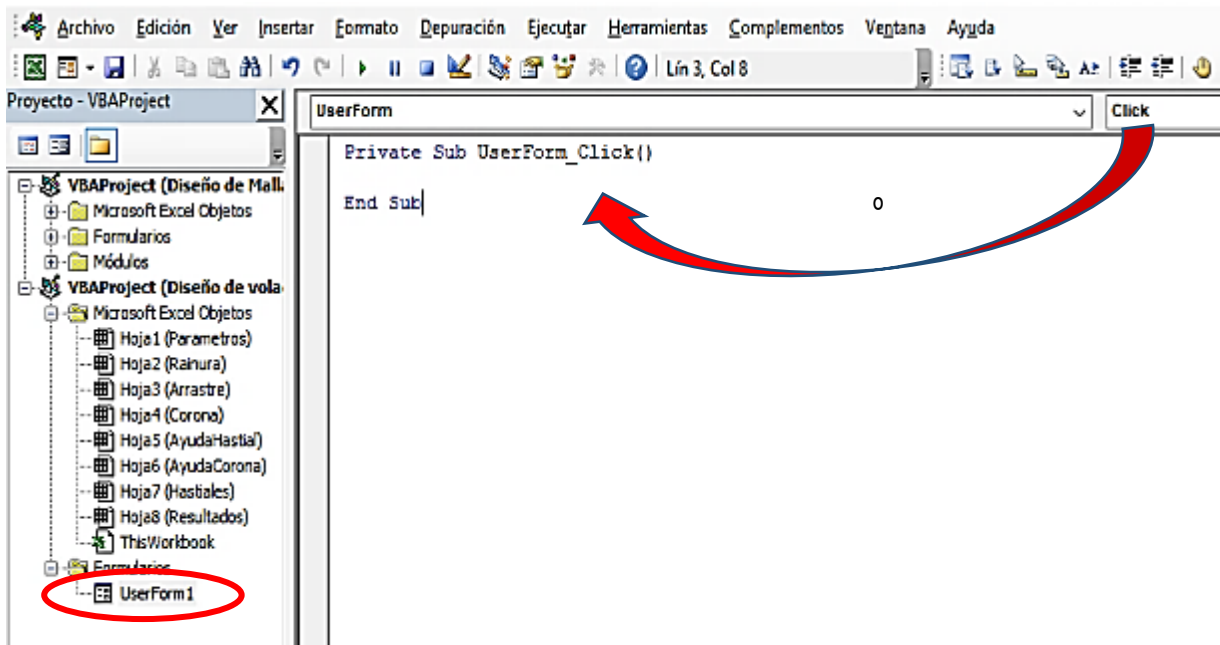 Archivo Edición Ver Insertar Formato Depuración Ejecutar Herramientas Complementos Ventana Ayuda
Lín 3, Col 8
Proyecto - VBAProject
UserForm
Click
Private Sub UserForm_Click()
End Sub
0
VBAProject (Diseño de Malla
Microsoft Excel Objetos
Formularios
Módulos
VBAProject (Diseño de vola
Microsoft Excel Objetos
Hoja1 (Parametros)
Hoja2 (Rainura)
Hoja3 (Arrastre)
Hoja4 (Corona)
Hoja5 (AyudaHastial)
Hoja6 (AyudaCorona)
Hoja7 (Hastiales)
Hoja8 (Resultados)
ThisWorkbook
Formularios
UserForm1